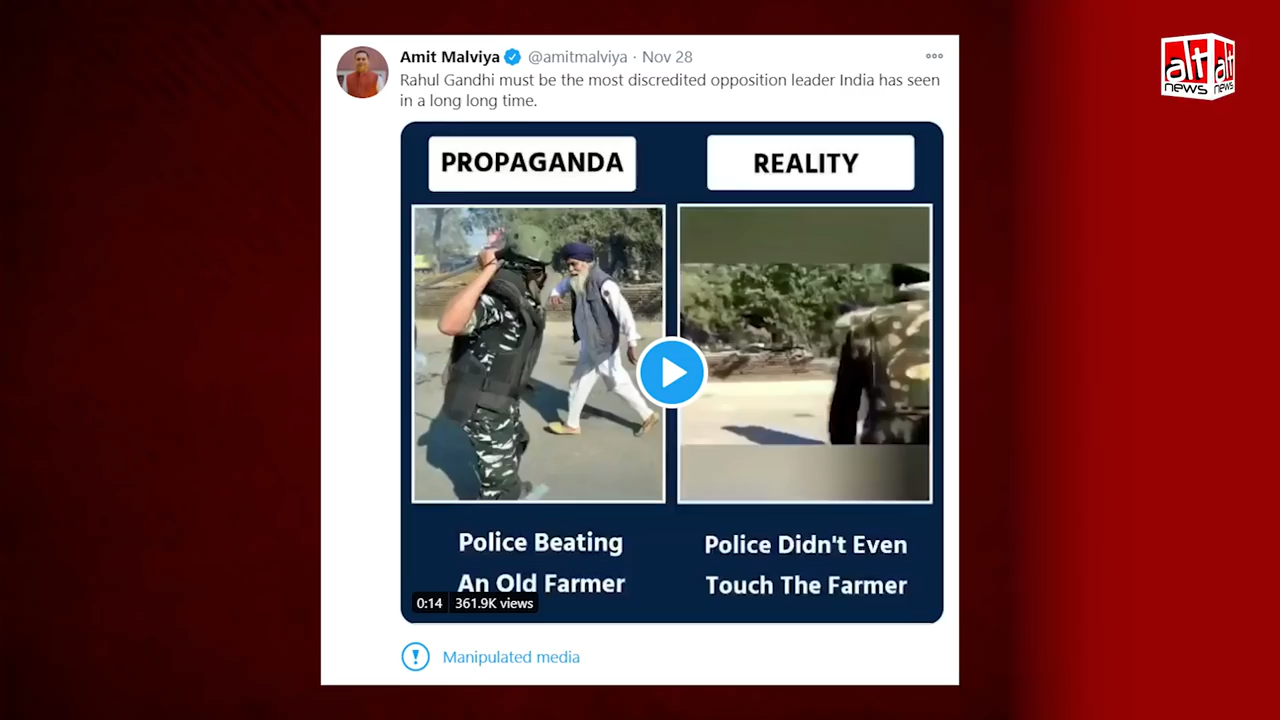 Amit Malviya @amitmalviya · Nov 28
Rahul Gandhi must be the most discredited opposition leader India has seen
in a long long time.
PROPAGANDA
REALITY
Police Beating
An Old Farmer
Police Didn't Even
Touch The Farmer
0:14 361.9K views
Manipulated media
alt alt
news news